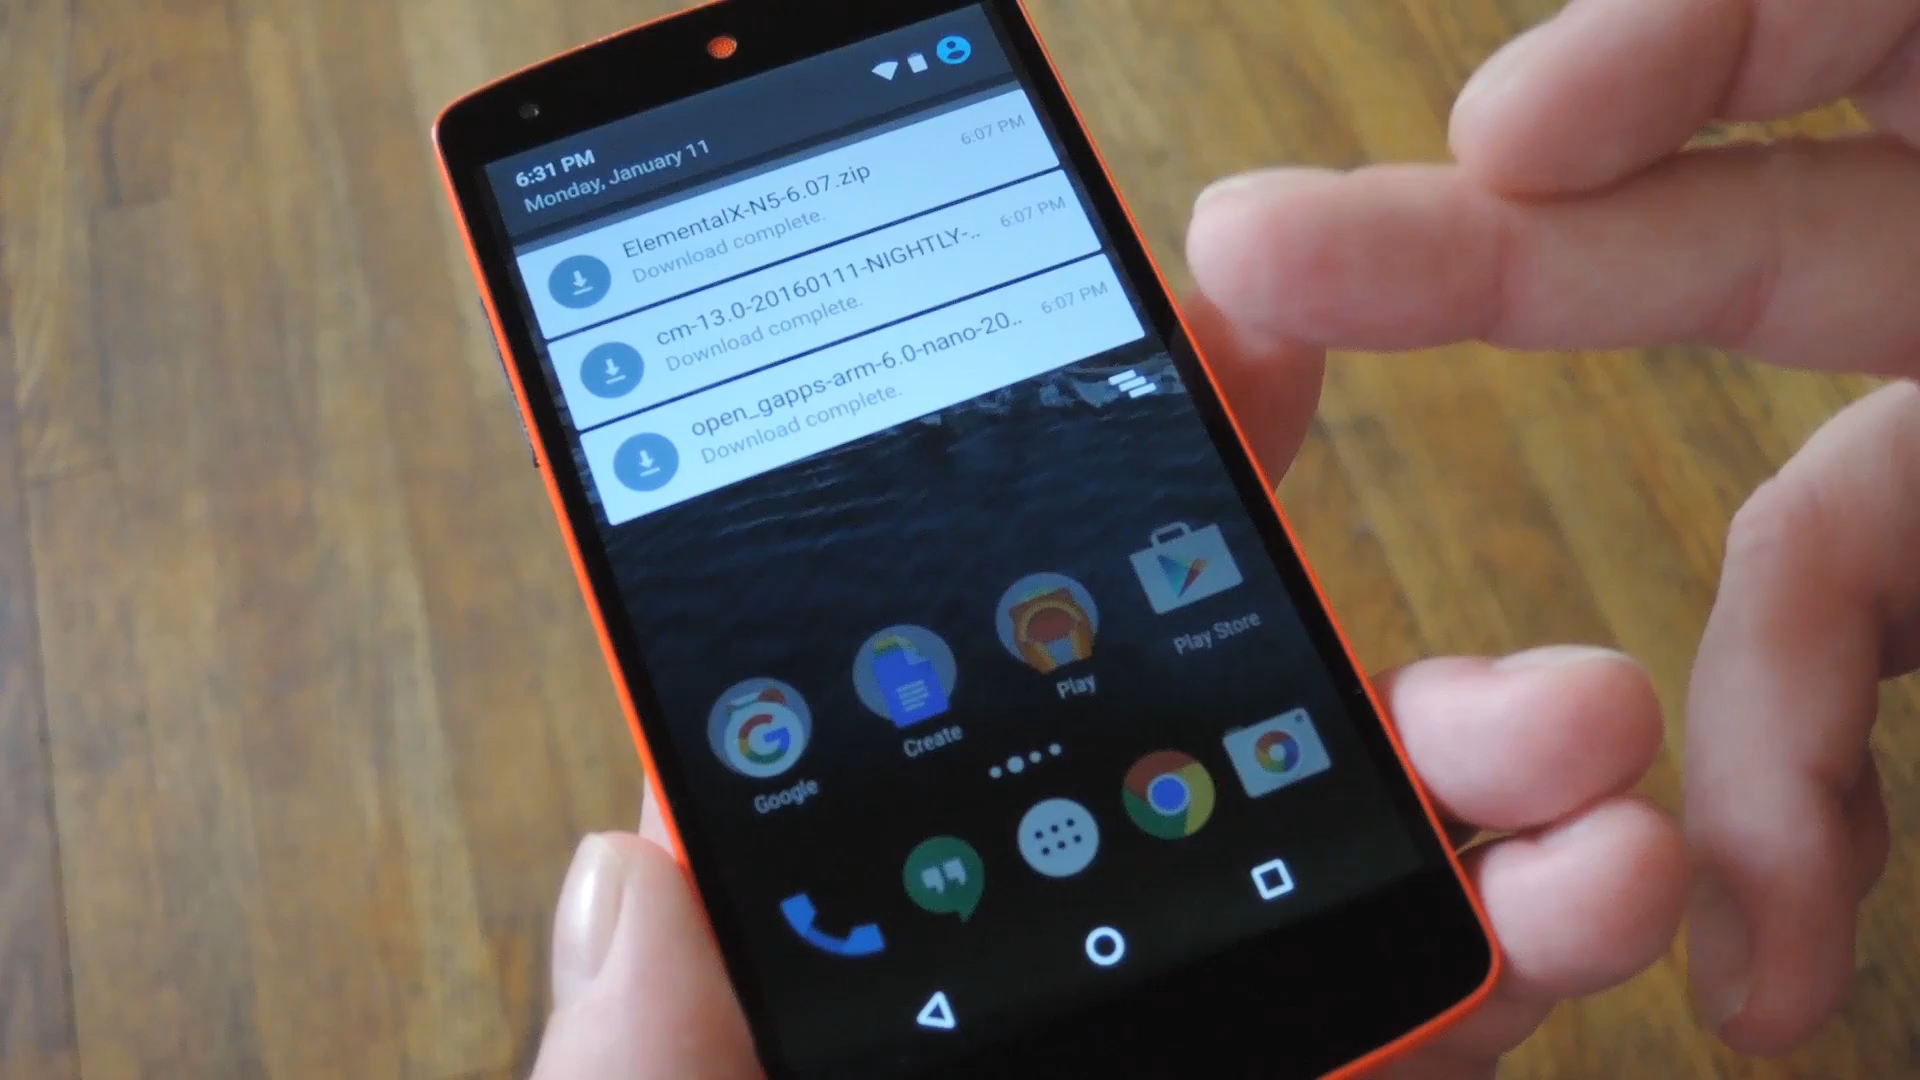 6:31 PM
Monday, January 11
ElementalX-N5-6.07.zip
6:07 PM
Download complete.
cm-13.0-20160111-NIGHTLY-..
6:07 PM
Download complete.
open_gapps-arm-6.0-nano-20..
6:07 PM
Download complete.
Google
Create
Play
Play Store